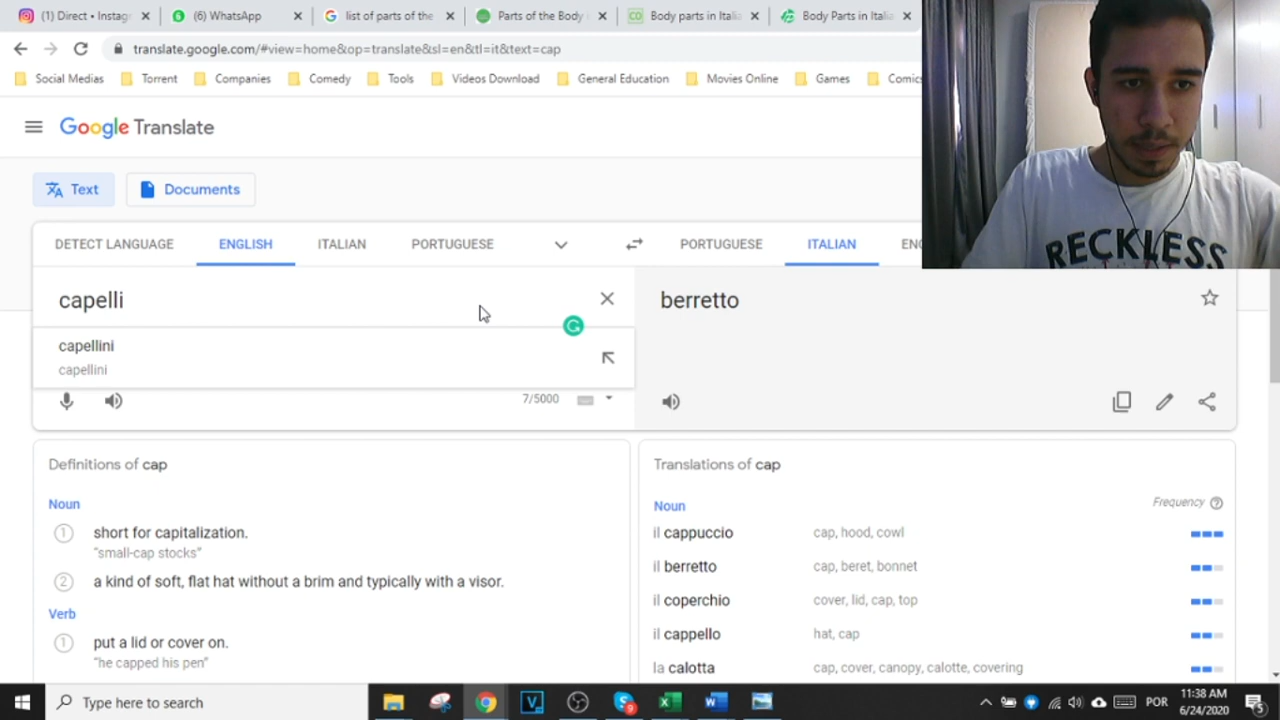 (1) Direct • Instag
(6) WhatsApp
list of parts of the
Parts of the Body
Body parts in Italia
Body Parts in Italia
translate.google.com/#view=home&op=translate&sl=en&tl=it&text=cap
Social Medias
Torrent
Companies
Comedy
Tools
Videos Download
General Education
Movies Online
Games
Comics
Google Translate
Text
Documents
DETECT LANGUAGE
ENGLISH
ITALIAN
PORTUGUESE
PORTUGUESE
ITALIAN
ENG
capelli
berretto
capellini
capellini
7/5000
Definitions of cap
Noun
1 short for capitalization.
"small-cap stocks"
2 a kind of soft, flat hat without a brim and typically with a visor.
Verb
1 put a lid or cover on.
"he capped his pen"
Translations of cap
Noun
Frequency
il cappuccio cap, hood, cowl
il berretto cap, beret, bonnet
il coperchio cover, lid, cap, top
il cappello hat, cap
la calotta cap, cover, canopy, calotte, covering
RECKLESS
Type here to search
POR
11:38 AM
6/24/2020